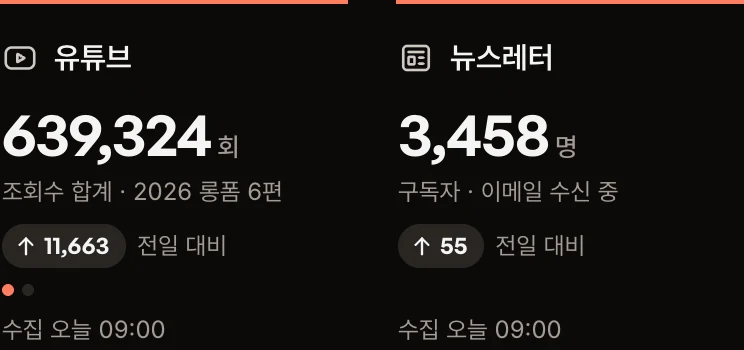 유튜브
639,324 회
조회수 합계 · 2026 롱폼 6편
↑ 11,663 전일 대비
수집 오늘 09:00
뉴스레터
3,458 명
구독자 · 이메일 수신 중
↑ 55 전일 대비
수집 오늘 09:00